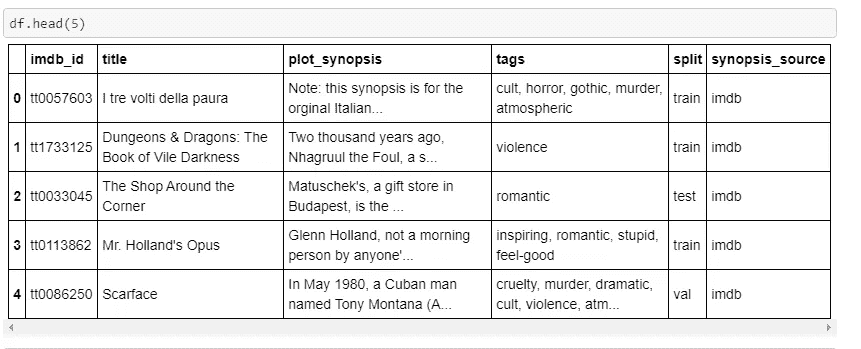 df.head(5)
imdb_id title plot_synopsis tags split synopsis_source
0 tt0057603 I tre volti della paura Note: this synopsis is for the orginal Italian... cult, horror, gothic, murder, atmospheric train imdb
1 tt1733125 Dungeons & Dragons: The Book of Vile Darkness Two thousand years ago, Nhagruul the Foul, a s... violence train imdb
2 tt0033045 The Shop Around the Corner Matuschek's, a gift store in Budapest, is the ... romantic test imdb
3 tt0113862 Mr. Holland's Opus Glenn Holland, not a morning person by anyone'... inspiring, romantic, stupid, feel-good train imdb
4 tt0086250 Scarface In May 1980, a Cuban man named Tony Montana (A... cruelty, murder, dramatic, cult, violence, atm... val imdb